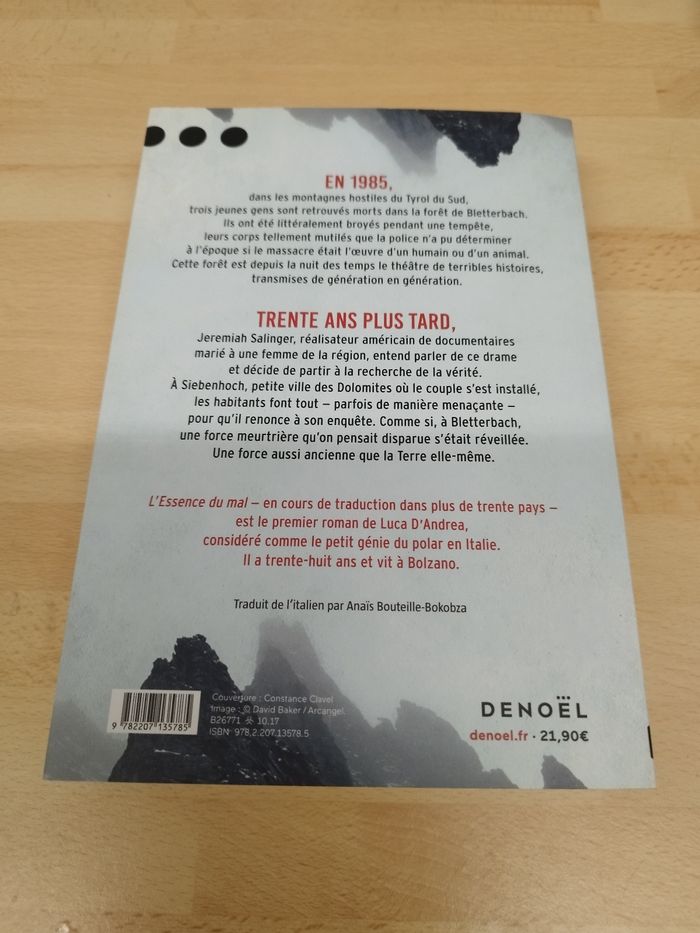 EN 1985,
dans les montagnes hostiles du Tyrol du Sud,
trois jeunes gens sont retrouvés morts dans la forêt de Bletterbach.
Ils ont été littéralement broyés pendant une tempête,
leurs corps tellement mutilés que la police n'a pu déterminer
à l'époque si le massacre était l'œuvre d'un humain ou d'un animal.
Cette forêt est depuis la nuit des temps le théâtre de terribles histoires,
transmises de génération en génération.
TRENTE ANS PLUS TARD,
Jeremiah Salinger, réalisateur américain de documentaires
marié à une femme de la région, entend parler de ce drame
et décide de partir à la recherche de la vérité.
À Siebenhoch, petite ville des Dolomites où le couple s'est installé,
les habitants font tout – parfois de manière menaçante –
pour qu'il renonce à son enquête. Comme si, à Bletterbach,
une force meurtrière qu'on pensait disparue s'était réveillée.
Une force aussi ancienne que la Terre elle-même.
L'Essence du mal – en cours de traduction dans plus de trente pays –
est le premier roman de Luca D'Andrea,
considéré comme le petit génie du polar en Italie.
Il a trente-huit ans et vit à Bolzano.
Traduit de l'italien par Anaïs Bouteille-Bokobza
9 782207 135785
Couverture : Constance Clavel
Image : © David Baker / Arcangel.
B26771 10.17
ISBN 978.2.207.13578.5
DENOËL
denoel.fr · 21,90€